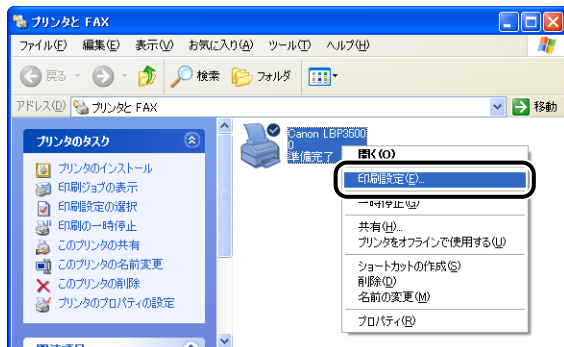 プリンタと FAX
ファイル(F) 編集(E) 表示(V) お気に入り(A) ツール(T) ヘルプ(H)
戻る 検索 フォルダ
アドレス(D) プリンタと FAX 移動
プリンタのタスク
プリンタのインストール
印刷ジョブの表示
印刷設定の選択
印刷の一時停止
このプリンタの共有
このプリンタの名前変更
このプリンタの削除
プリンタのプロパティの設定
Canon LBP3500
0
準備完了
開く(O)
印刷設定(E)...
一時停止(G)
共有(H)...
プリンタをオフラインで使用する(U)
ショートカットの作成(S)
削除(D)
名前の変更(M)
プロパティ(R)